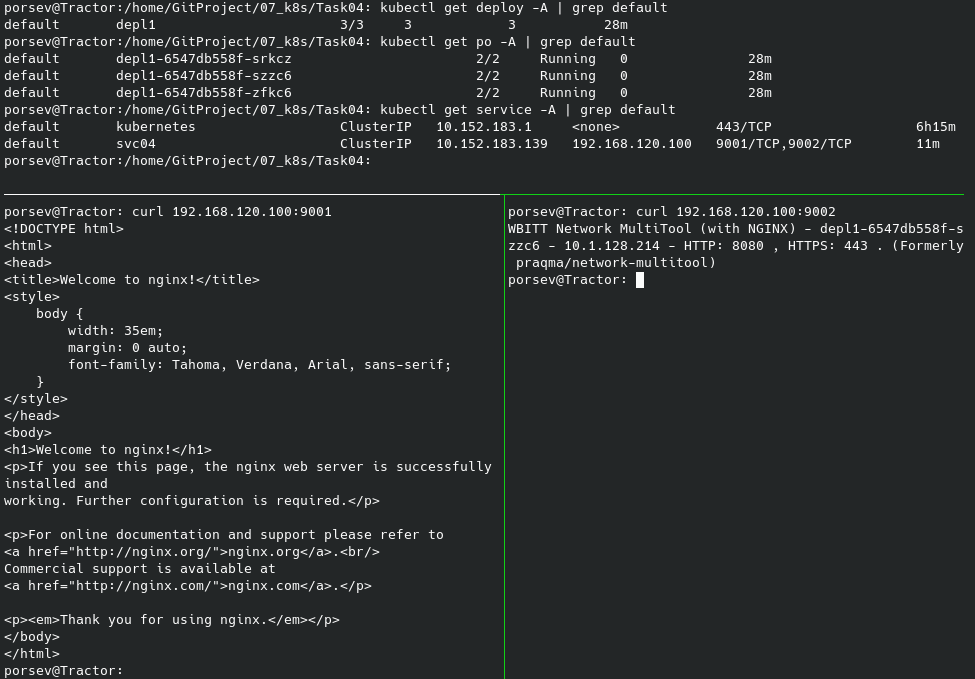 porsev@Tractor:/home/GitProject/07_k8s/Task04: kubectl get deploy -A | grep default
default       depl1                       3/3     3            3           28m
porsev@Tractor:/home/GitProject/07_k8s/Task04: kubectl get po -A | grep default
default       depl1-6547db558f-srkcz                       2/2     Running   0               28m
default       depl1-6547db558f-szzc6                       2/2     Running   0               28m
default       depl1-6547db558f-zfkc6                       2/2     Running   0               28m
porsev@Tractor:/home/GitProject/07_k8s/Task04: kubectl get service -A | grep default
default       kubernetes                  ClusterIP   10.152.183.1     <none>            443/TCP                  6h15m
default       svc04                       ClusterIP   10.152.183.139   192.168.120.100   9001/TCP,9002/TCP        11m
porsev@Tractor:/home/GitProject/07_k8s/Task04:
porsev@Tractor: curl 192.168.120.100:9001
<!DOCTYPE html>
<html>
<head>
<title>Welcome to nginx!</title>
<style>
    body {
        width: 35em;
        margin: 0 auto;
        font-family: Tahoma, Verdana, Arial, sans-serif;
    }
</style>
</head>
<body>
<h1>Welcome to nginx!</h1>
<p>If you see this page, the nginx web server is successfully
installed and
working. Further configuration is required.</p>
<p>For online documentation and support please refer to
<a href="http://nginx.org/">nginx.org</a>.<br/>
Commercial support is available at
<a href="http://nginx.com/">nginx.com</a>.</p>
<p><em>Thank you for using nginx.</em></p>
</body>
</html>
porsev@Tractor:
porsev@Tractor: curl 192.168.120.100:9002
WBITT Network MultiTool (with NGINX) - depl1-6547db558f-s
zzc6 - 10.1.128.214 - HTTP: 8080 , HTTPS: 443 . (Formerly
 praqma/network-multitool)
porsev@Tractor: